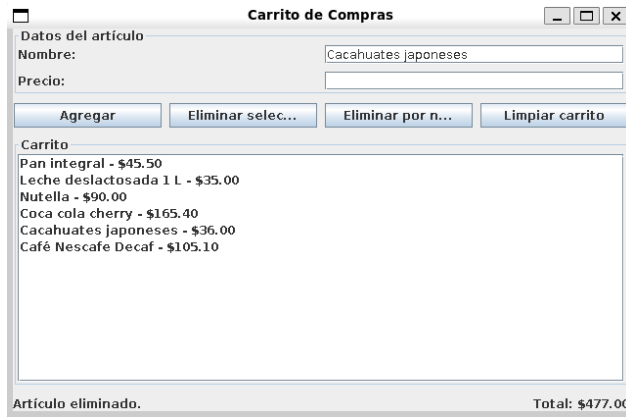 Carrito de Compras
Datos del artículo
Nombre: Cacahuates japoneses
Precio:
Agregar Eliminar selec... Eliminar por n... Limpiar carrito
Carrito
Pan integral - $45.50
Leche deslactosada 1 L - $35.00
Nutella - $90.00
Coca cola cherry - $165.40
Cacahuates japoneses - $36.00
Café Nescafe Decaf - $105.10
Artículo eliminado. Total: $477.00